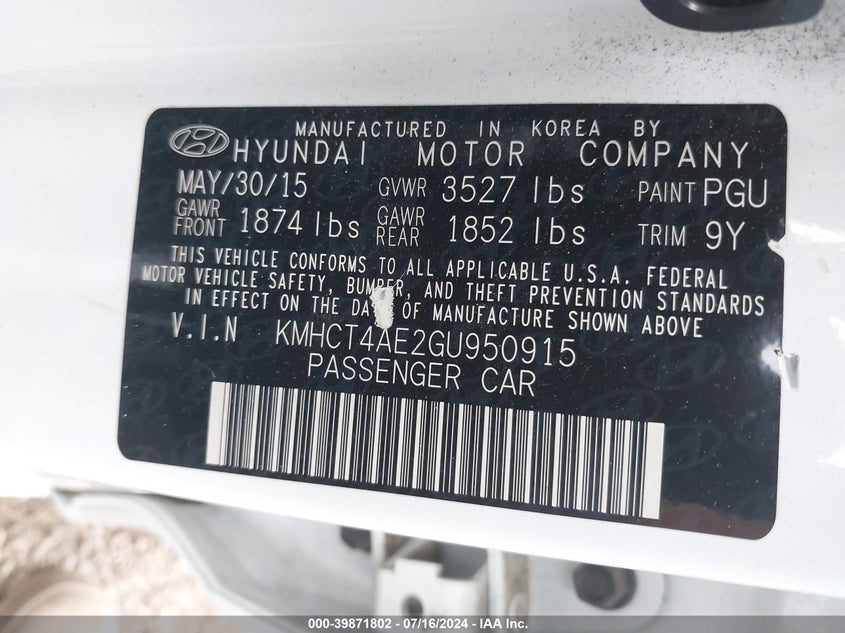 MANUFACTURED IN KOREA BY
HYUNDAI MOTOR COMPANY
MAY/30/15 GVWR 3527 lbs PAINT PGU
GAWR FRONT 1874 lbs GAWR REAR 1852 lbs TRIM 9Y
THIS VEHICLE CONFORMS TO ALL APPLICABLE U.S.A. FEDERAL
MOTOR VEHICLE SAFETY, BUMPER, AND THEFT PREVENTION STANDARDS
IN EFFECT ON THE DATE OF MANUFACTURE SHOWN ABOVE
V.I.N KMHCT4AE2GU950915
PASSENGER CAR
000-39871802 - 07/16/2024 - IAA Inc.